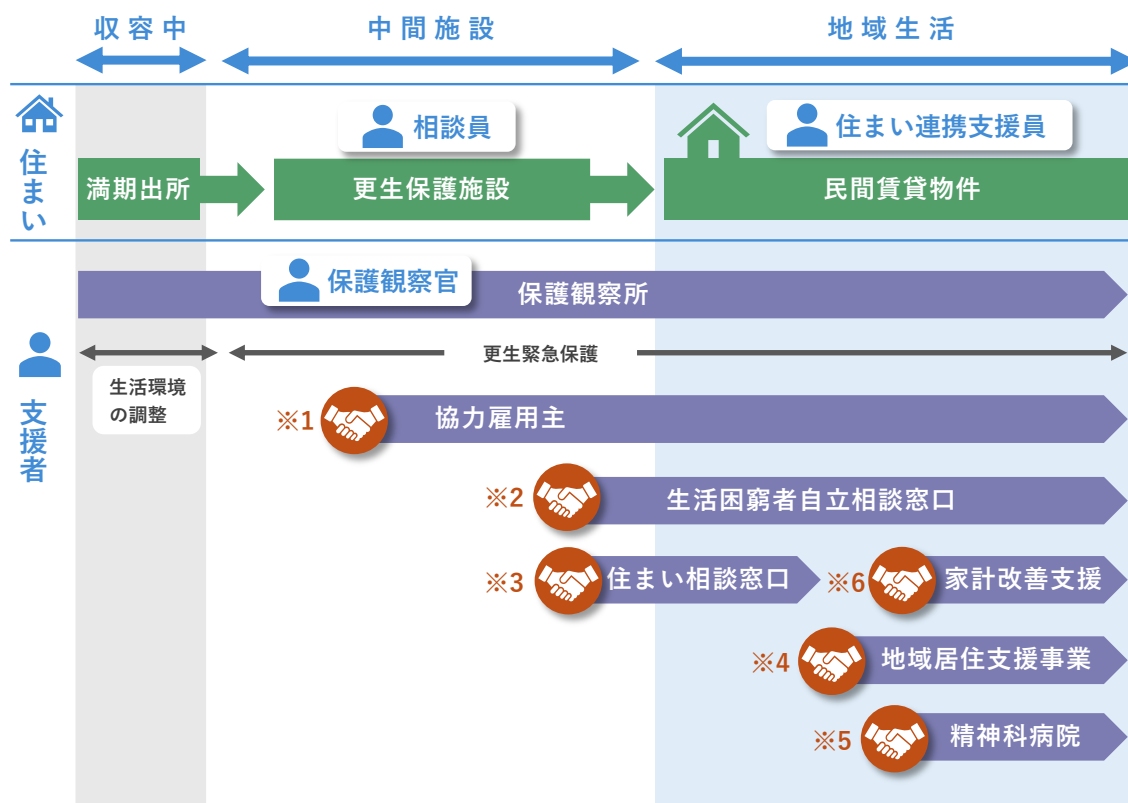 収容中
中間施設
地域生活
住まい
相談員
住まい連携支援員
満期出所
更生保護施設
民間賃貸物件
支援者
保護観察官
保護観察所
更生緊急保護
生活環境
の調整
※1
協力雇用主
※2
生活困窮者自立相談窓口
※3
住まい相談窓口
※6
家計改善支援
※4
地域居住支援事業
※5
精神科病院